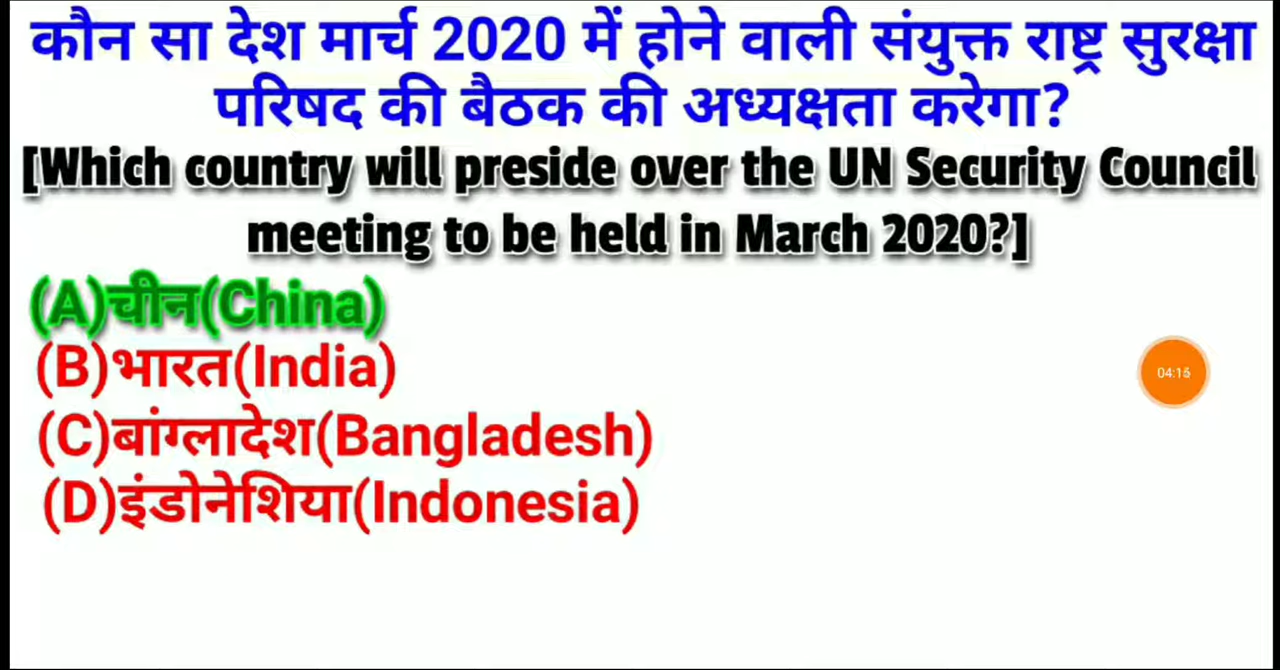 कौन सा देश मार्च 2020 में होने वाली संयुक्त राष्ट्र सुरक्षा
परिषद की बैठक की अध्यक्षता करेगा?
[Which country will preside over the UN Security Council
meeting to be held in March 2020?]
(A)चीन(China)
(B)भारत(India)
(C)बांग्लादेश(Bangladesh)
(D)इंडोनेशिया(Indonesia)
04:15